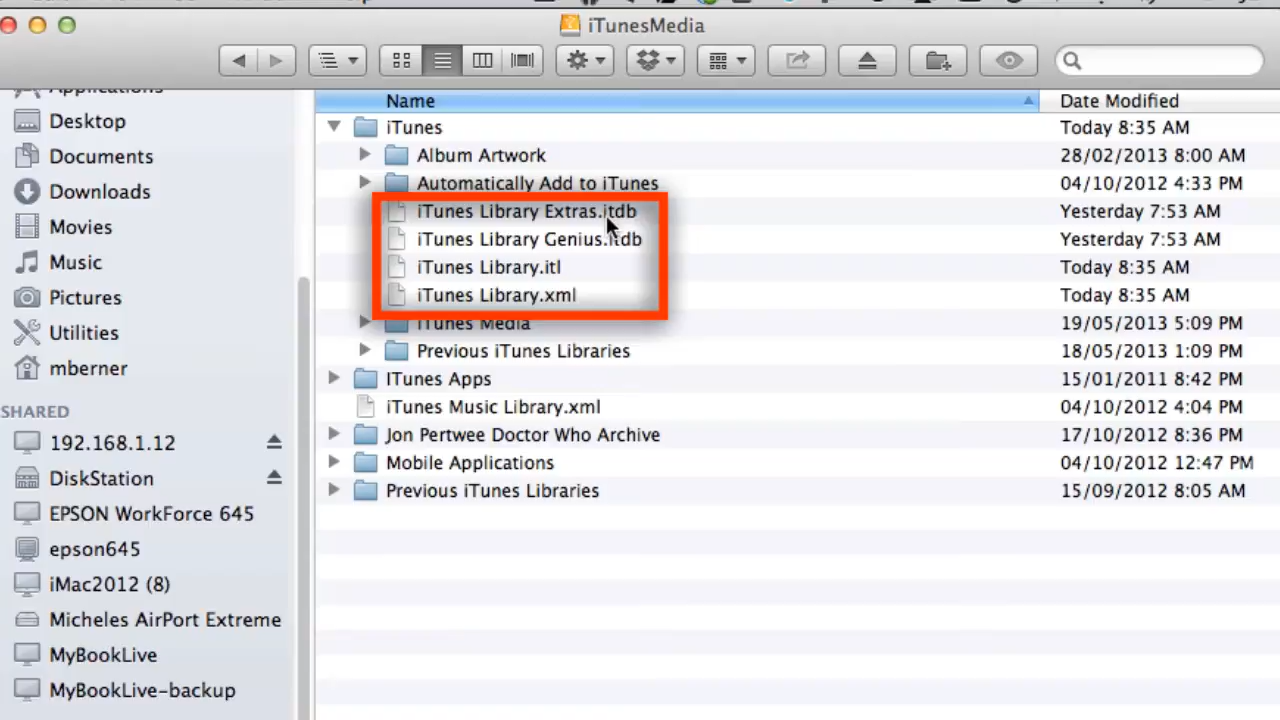 iTunesMedia
Applications
Desktop
Documents
Downloads
Movies
Music
Pictures
Utilities
mberner
SHARED
192.168.1.12
DiskStation
EPSON WorkForce 645
epson645
iMac2012 (8)
Micheles AirPort Extreme
MyBookLive
MyBookLive-backup
Name Date Modified
iTunes Today 8:35 AM
Album Artwork 28/02/2013 8:00 AM
Automatically Add to iTunes 04/10/2012 4:33 PM
iTunes Library Extras.itdb Yesterday 7:53 AM
iTunes Library Genius.itdb Yesterday 7:53 AM
iTunes Library.itl Today 8:35 AM
iTunes Library.xml Today 8:35 AM
iTunes Media 19/05/2013 5:09 PM
Previous iTunes Libraries 18/05/2013 1:09 PM
ITunes Apps 15/01/2011 8:42 PM
iTunes Music Library.xml 04/10/2012 4:04 PM
Jon Pertwee Doctor Who Archive 17/10/2012 8:36 PM
Mobile Applications 04/10/2012 12:47 PM
Previous iTunes Libraries 15/09/2012 8:05 AM